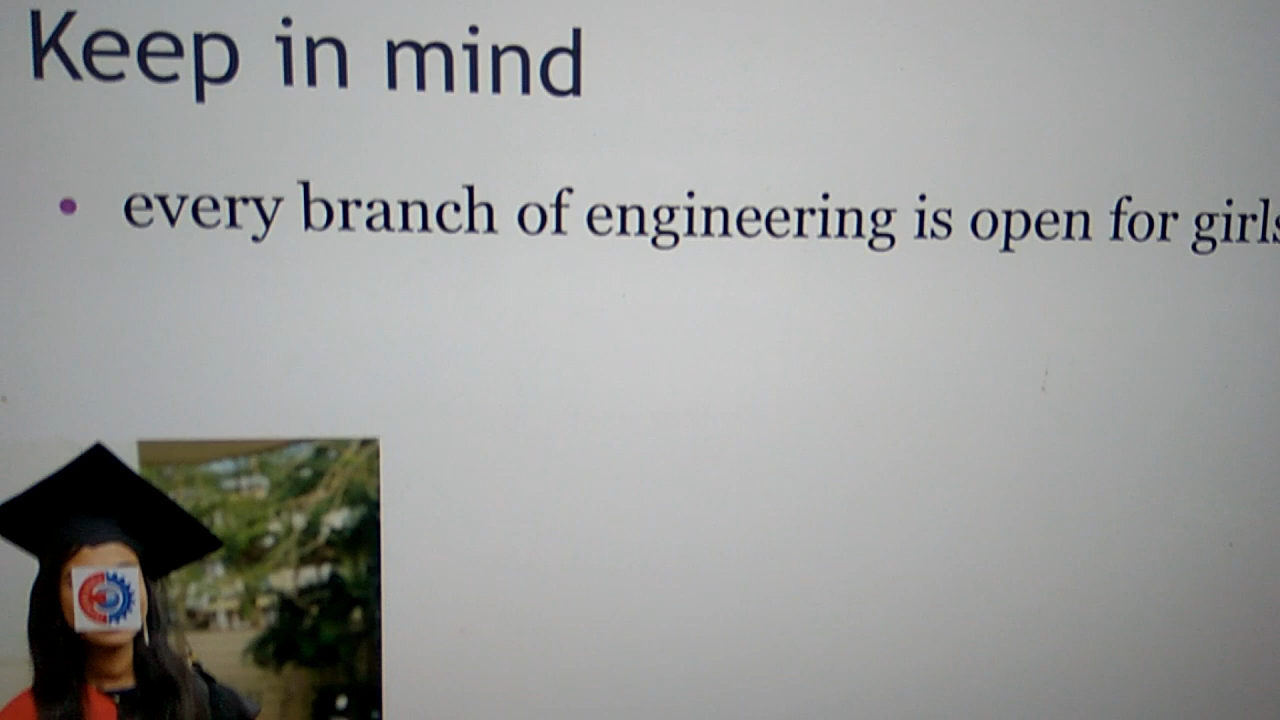 Keep in mind
• every branch of engineering is open for girls